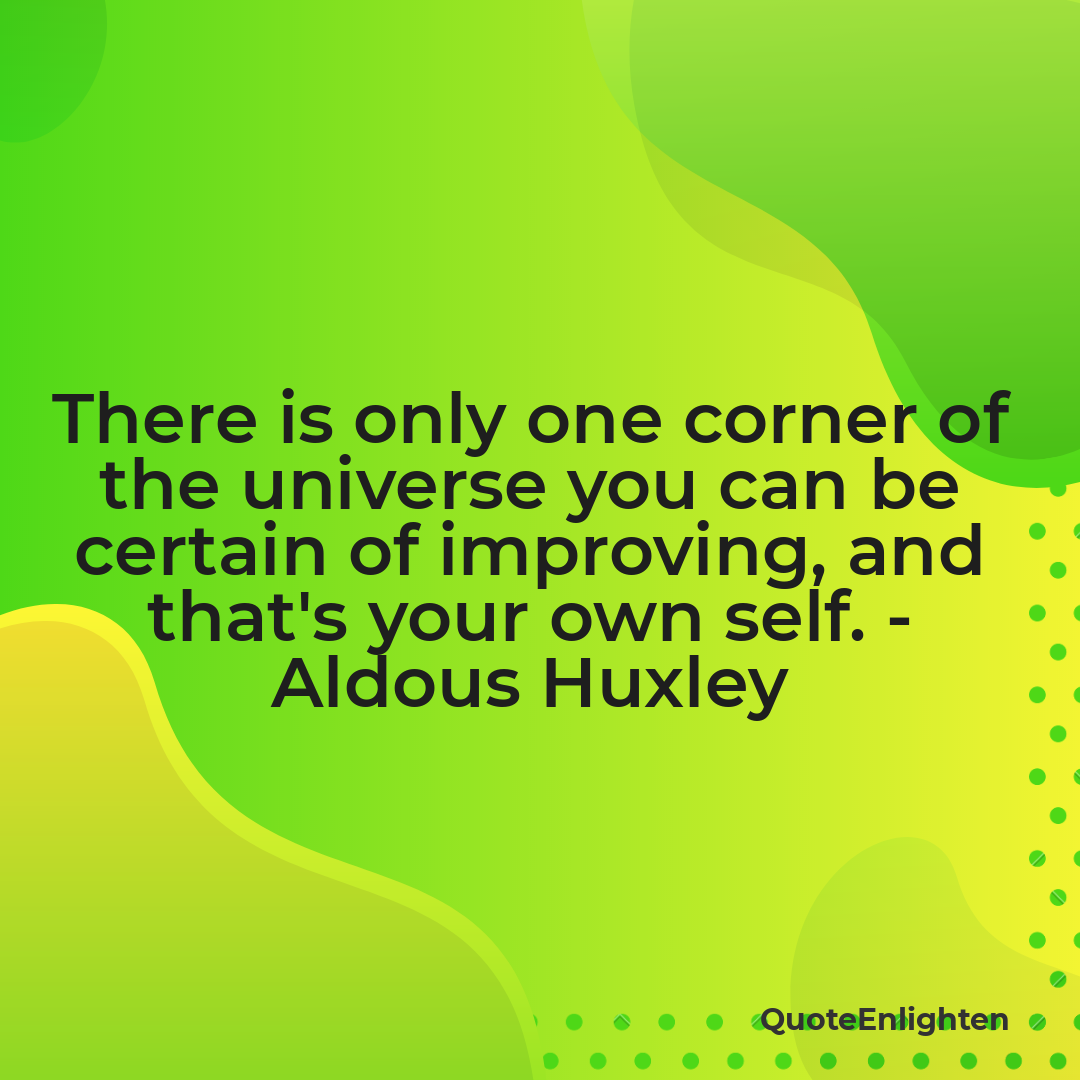 There is only one corner of
the universe you can be
certain of improving, and
that's your own self. -
Aldous Huxley
QuoteEnlighten